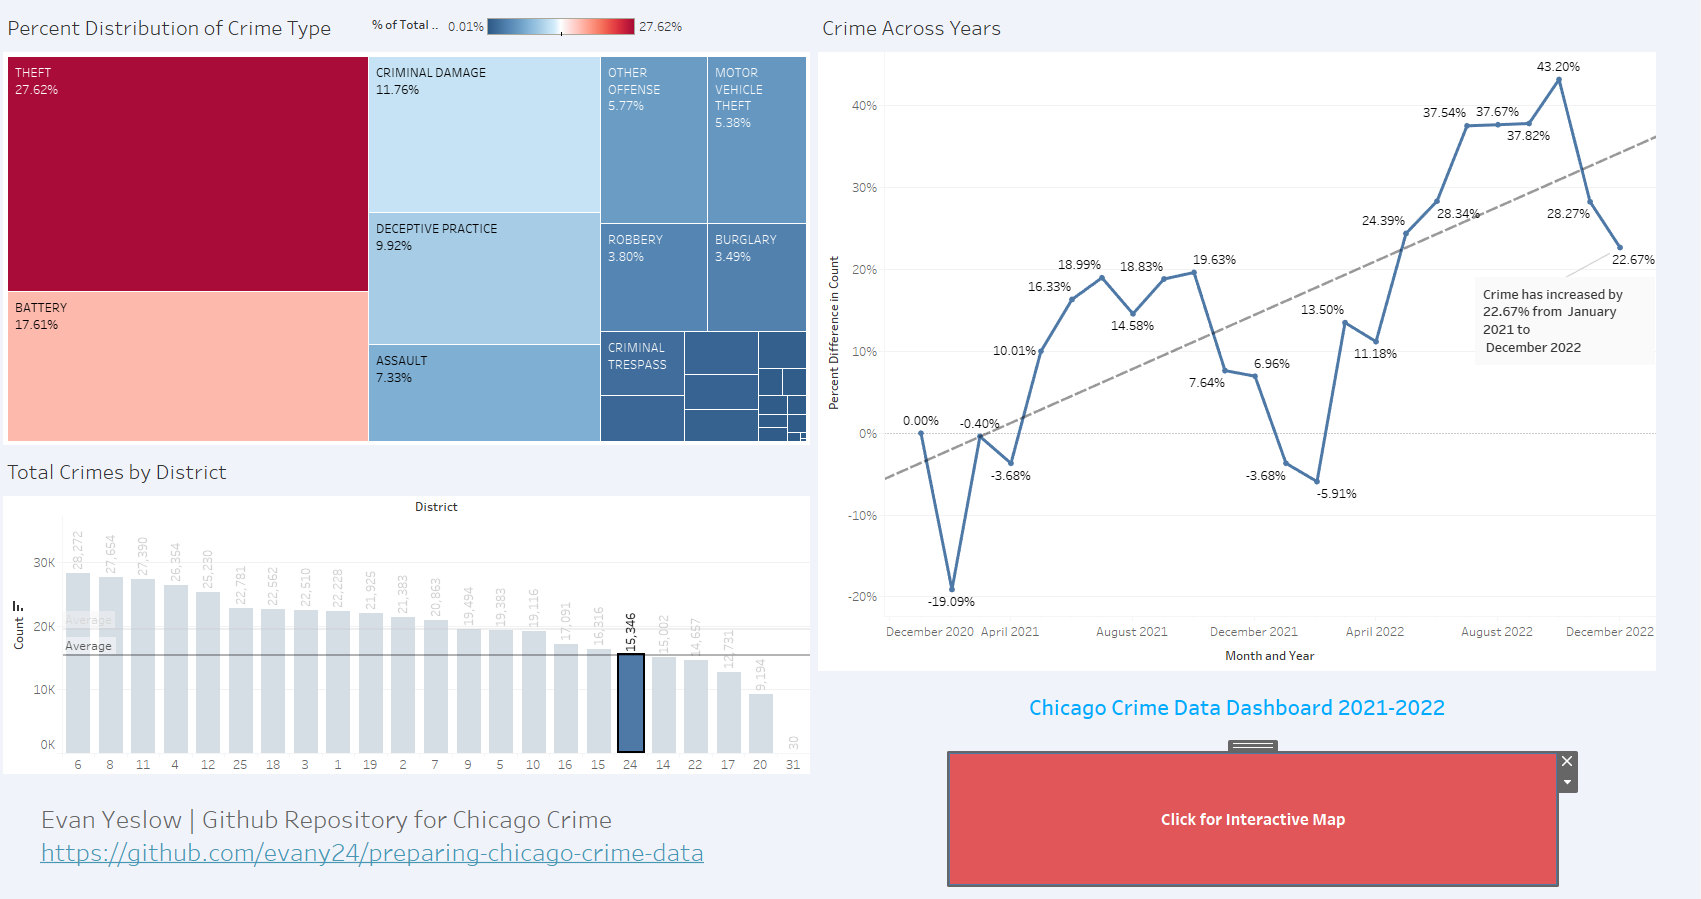 Percent Distribution of Crime Type
% of Total ..
0.01%
27.62%
THEFT
27.62%
BATTERY
17.61%
CRIMINAL DAMAGE
11.76%
DECEPTIVE PRACTICE
9.92%
ASSAULT
7.33%
OTHER
OFFENSE
5.77%
MOTOR
VEHICLE
THEFT
5.38%
ROBBERY
3.80%
BURGLARY
3.49%
CRIMINAL
TRESPASS
Total Crimes by District
District
Count
30K
20K
10K
0K
Average
Average
28,272
27,654
27,390
26,354
25,230
22,781
22,562
22,510
22,228
21,925
21,383
20,863
19,494
19,383
19,116
17,091
16,316
15,346
15,002
14,657
12,731
9,194
30
6 8 11 4 12 25 18 3 1 19 2 7 9 5 10 16 15 24 14 22 17 20 31
Evan Yeslow | Github Repository for Chicago Crime
https://github.com/evany24/preparing-chicago-crime-data
Crime Across Years
Percent Difference in Count
40%
30%
20%
10%
0%
-10%
-20%
0.00%
-19.09%
-0.40%
-3.68%
10.01%
16.33%
18.99%
14.58%
18.83%
19.63%
7.64%
6.96%
-3.68%
-5.91%
13.50%
11.18%
24.39%
28.34%
37.54%
37.67%
37.82%
43.20%
28.27%
22.67%
Crime has increased by
22.67% from January
2021 to
December 2022
December 2020 April 2021 August 2021 December 2021 April 2022 August 2022 December 2022
Month and Year
Chicago Crime Data Dashboard 2021-2022
Click for Interactive Map